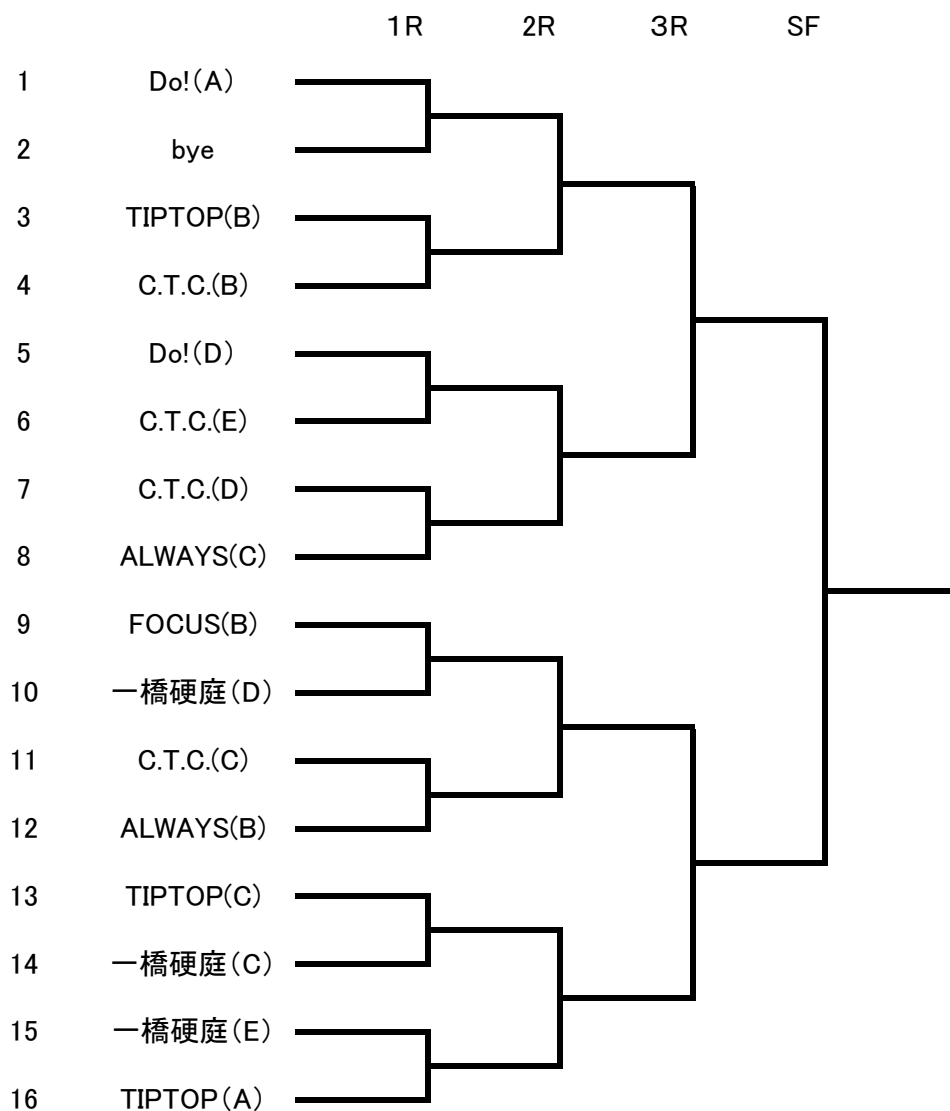 1R 2R 3R SF
1 Do!(A)
2 bye
3 TIPTOP(B)
4 C.T.C.(B)
5 Do!(D)
6 C.T.C.(E)
7 C.T.C.(D)
8 ALWAYS(C)
9 FOCUS(B)
10 一橋硬庭(D)
11 C.T.C.(C)
12 ALWAYS(B)
13 TIPTOP(C)
14 一橋硬庭(C)
15 一橋硬庭(E)
16 TIPTOP(A)